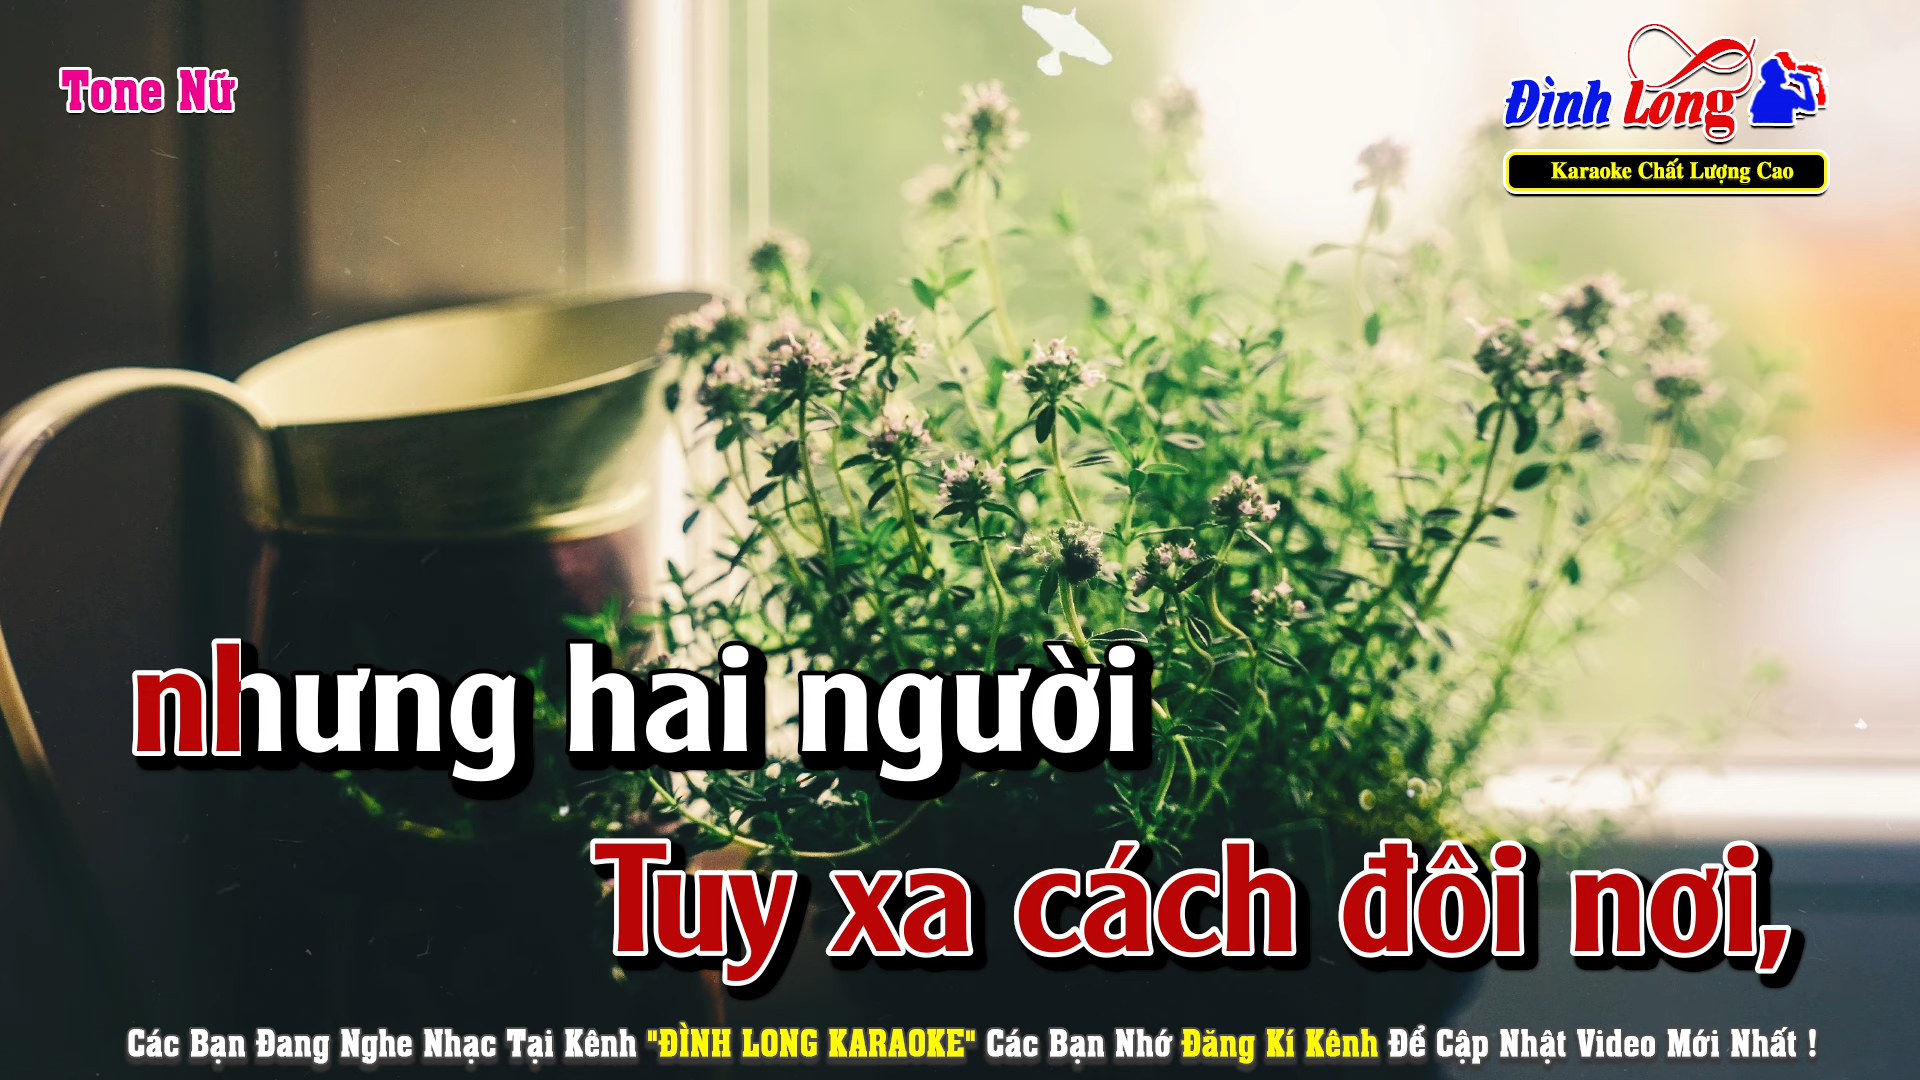 Tone Nữ
Đình Long
Karaoke Chất Lượng Cao
nhưng hai người
Tuy xa cách đôi nơi,
Các Bạn Đang Nghe Nhạc Tại Kênh "ĐÌNH LONG KARAOKE" Các Bạn Nhớ Đăng Kí Kênh Để Cập Nhật Video Mới Nhất !